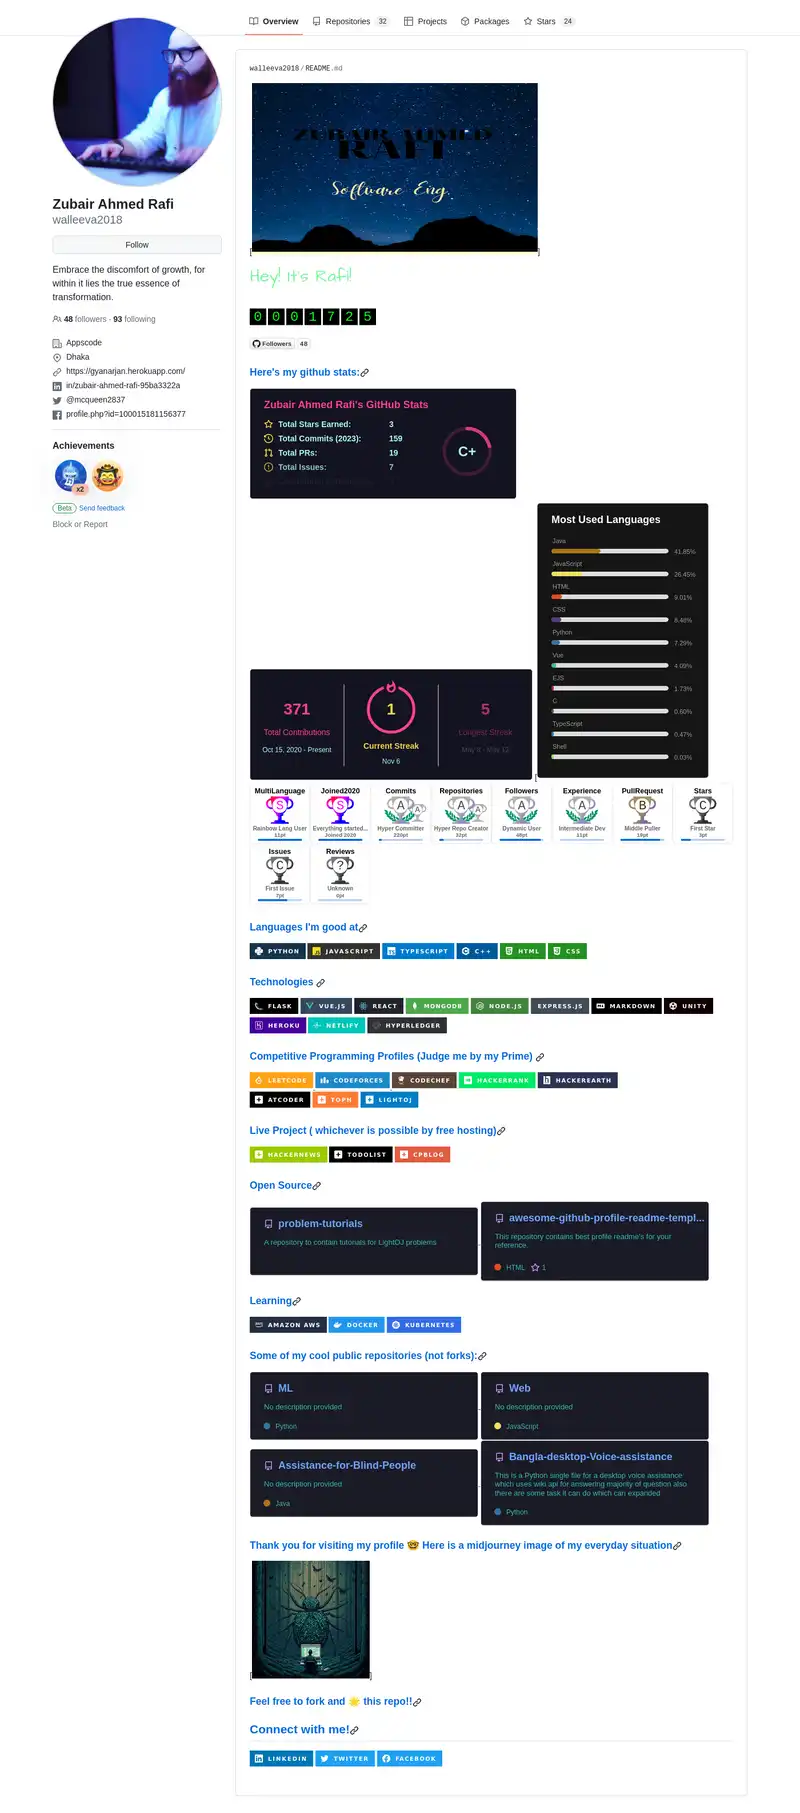 Overview
Repositories 32
Projects
Packages
Stars 24
Zubair Ahmed Rafi
walleeva2018
Follow
Embrace the discomfort of growth, for
within it lies the true essence of
transformation.
48 followers · 93 following
Appscode
Dhaka
https://gyanarjan.herokuapp.com/
in/zubair-ahmed-rafi-95ba3322a
@mcqueen2837
profile.php?id=100015181156377
Achievements
x2
Beta Send feedback
Block or Report
walleeva2018/README.md
ZUBAIR AHMED
RAFI
Software Eng.
[ ]
Hey! It's Rafi!
0001725
Followers 48
Here's my github stats:
Zubair Ahmed Rafi's GitHub Stats
Total Stars Earned: 3
Total Commits (2023): 159
Total PRs: 19
Total Issues: 7
C+
Most Used Languages
Java
41.85%
JavaScript
26.45%
HTML
9.01%
CSS
8.46%
Python
7.29%
Vue
4.09%
EJS
1.73%
C
0.60%
TypeScript
0.47%
Shell
0.03%
371
Total Contributions
Oct 15, 2020 - Present
1
Current Streak
Nov 6
5
Longest Streak
May 8 - May 12
[
MultiLanguage
S
Rainbow Lang User
11pt
Joined2020
S
Everything started...
Joined 2020
Commits
A
Hyper Committer
220pt
Repositories
A
Hyper Repo Creator
32pt
Followers
A
Dynamic User
48pt
Experience
A
Intermediate Dev
11pt
PullRequest
B
Middle Puller
19pt
Stars
C
First Star
3pt
Issues
C
First Issue
7pt
Reviews
?
Unknown
0pt
Languages I'm good at
PYTHON JAVASCRIPT TYPESCRIPT C++ HTML CSS
Technologies
FLASK VUE.JS REACT MONGODB NODE.JS EXPRESS.JS MARKDOWN UNITY
HEROKU NETLIFY HYPERLEDGER
Competitive Programming Profiles (Judge me by my Prime)
LEETCODE CODEFORCES CODECHEF HACKERRANK HACKEREARTH
ATCODER TOPH LIGHTOJ
Live Project ( whichever is possible by free hosting)
HACKERNEWS TODOLIST CPBLOG
Open Source
problem-tutorials
A repository to contain tutorials for LightOJ problems
awesome-github-profile-readme-templ...
This repository contains best profile readme's for your
reference.
HTML 1
Learning
AMAZON AWS DOCKER KUBERNETES
Some of my cool public repositories (not forks):
ML
No description provided
Python
Web
No description provided
JavaScript
Assistance-for-Blind-People
No description provided
Java
Bangla-desktop-Voice-assistance
This is a Python single file for a desktop voice assistance
which uses wiki api for answering majority of question also
there are some task it can do which can expanded
Python
Thank you for visiting my profile 🤓 Here is a midjourney image of my everyday situation
[ ]
Feel free to fork and 🌟 this repo!!
Connect with me!
LINKEDIN TWITTER FACEBOOK